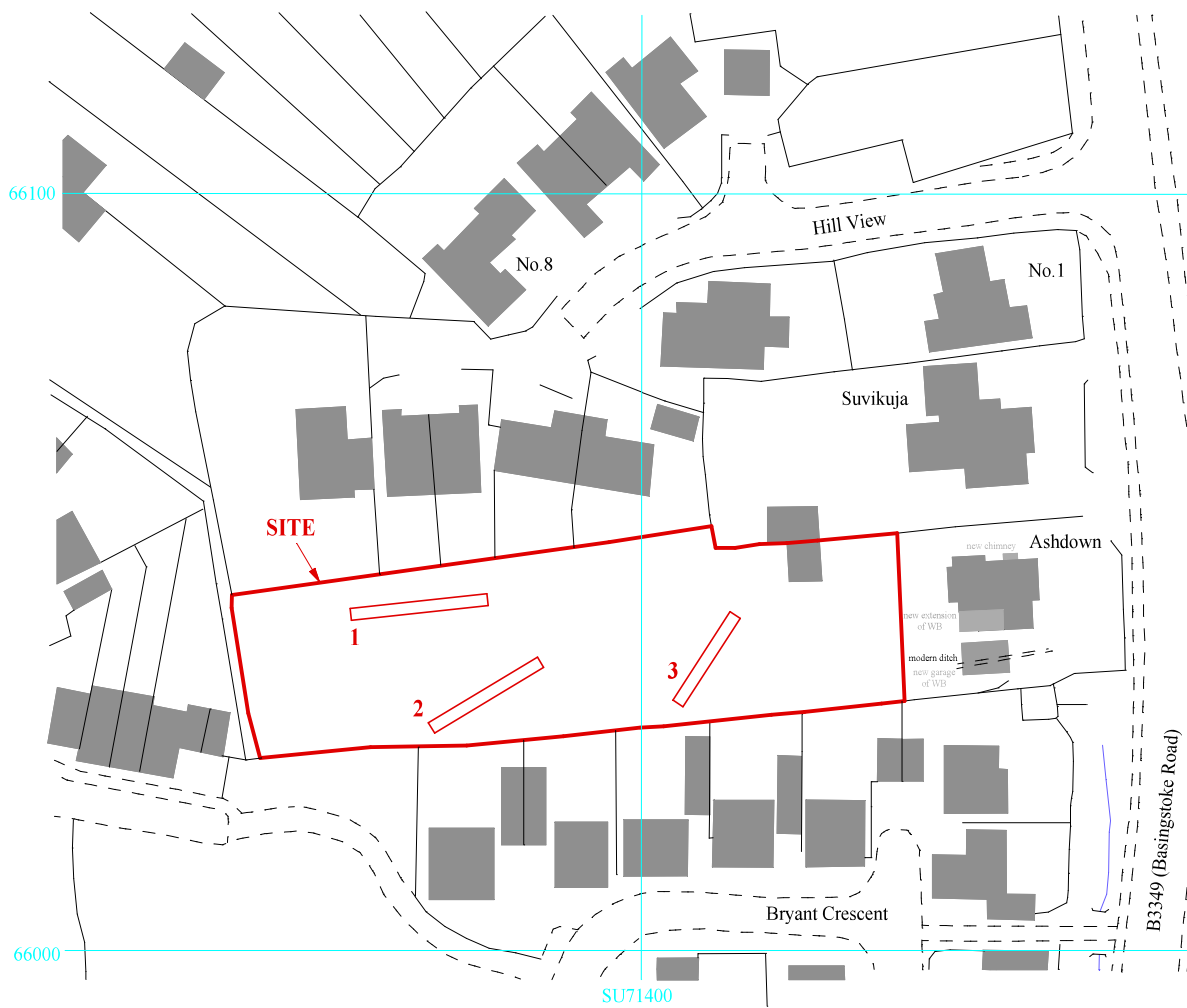 66100
Hill View
No.8
No.1
Suvikuja
SITE
Ashdown
new chimney
new extension
of WB
modern ditch
new garage
of WB
1
2
3
B3349 (Basingstoke Road)
Bryant Crescent
66000
SU71400